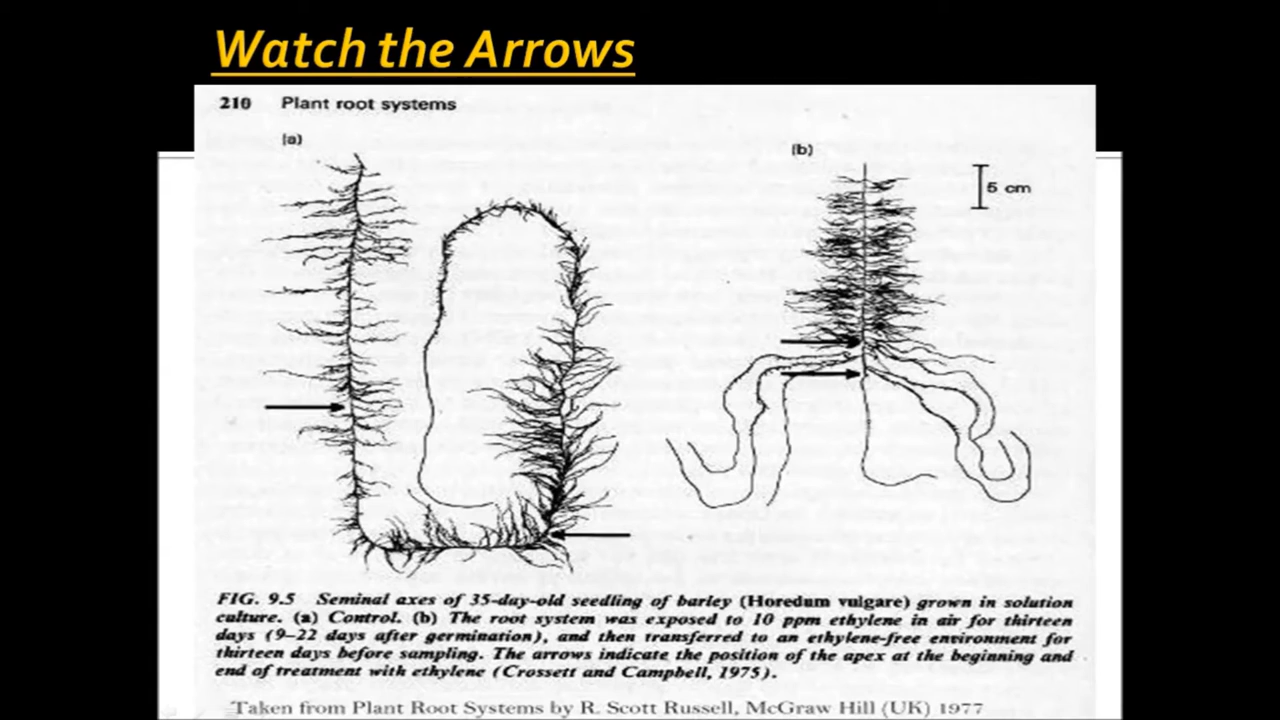 Watch the Arrows
210 Plant root systems
(a)
(b)
5 cm
FIG. 9.5 Seminal axes of 35-day-old seedling of barley (Horedum vulgare) grown in solution
culture. (a) Control. (b) The root system was exposed to 10 ppm ethylene in air for thirteen
days (9–22 days after germination), and then transferred to an ethylene-free environment for
thirteen days before sampling. The arrows indicate the position of the apex at the beginning and
end of treatment with ethylene (Crossett and Campbell, 1975).
Taken from Plant Root Systems by R. Scott Russell, McGraw Hill (UK) 1977